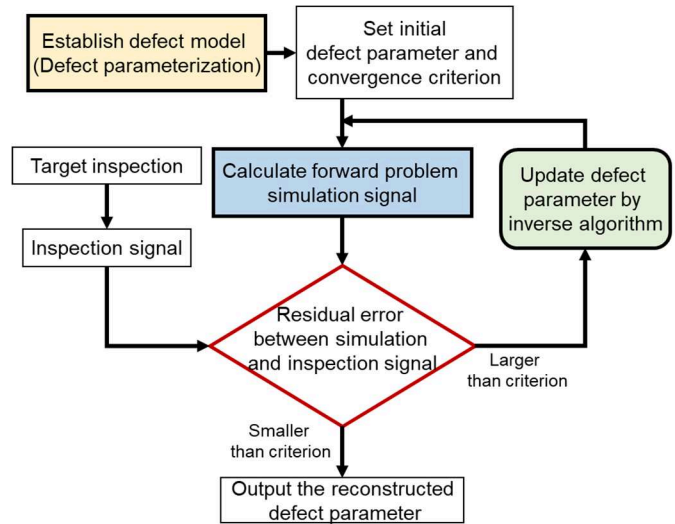 Establish defect model
(Defect parameterization)
Set initial
defect parameter and
convergence criterion
Target inspection
Calculate forward problem
simulation signal
Update defect
parameter by
inverse algorithm
Inspection signal
Residual error
between simulation
and inspection signal
Larger
than criterion
Smaller
than criterion
Output the reconstructed
defect parameter